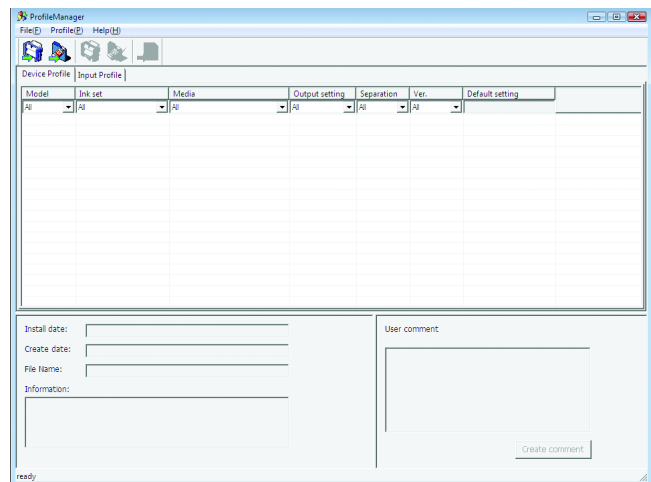 ProfileManager
File(F) Profile(P) Help(H)
Device Profile Input Profile
Model Ink set Media Output setting Separation Ver. Default setting
All All All All All All
Install date:
User comment
Create date:
File Name:
Information:
Create comment
ready